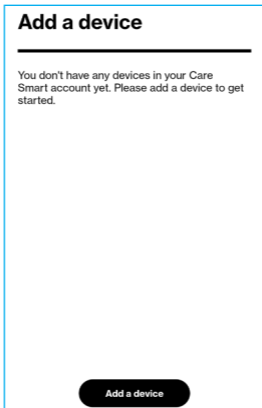 Add a device
You don't have any devices in your Care
Smart account yet. Please add a device to get
started.
Add a device